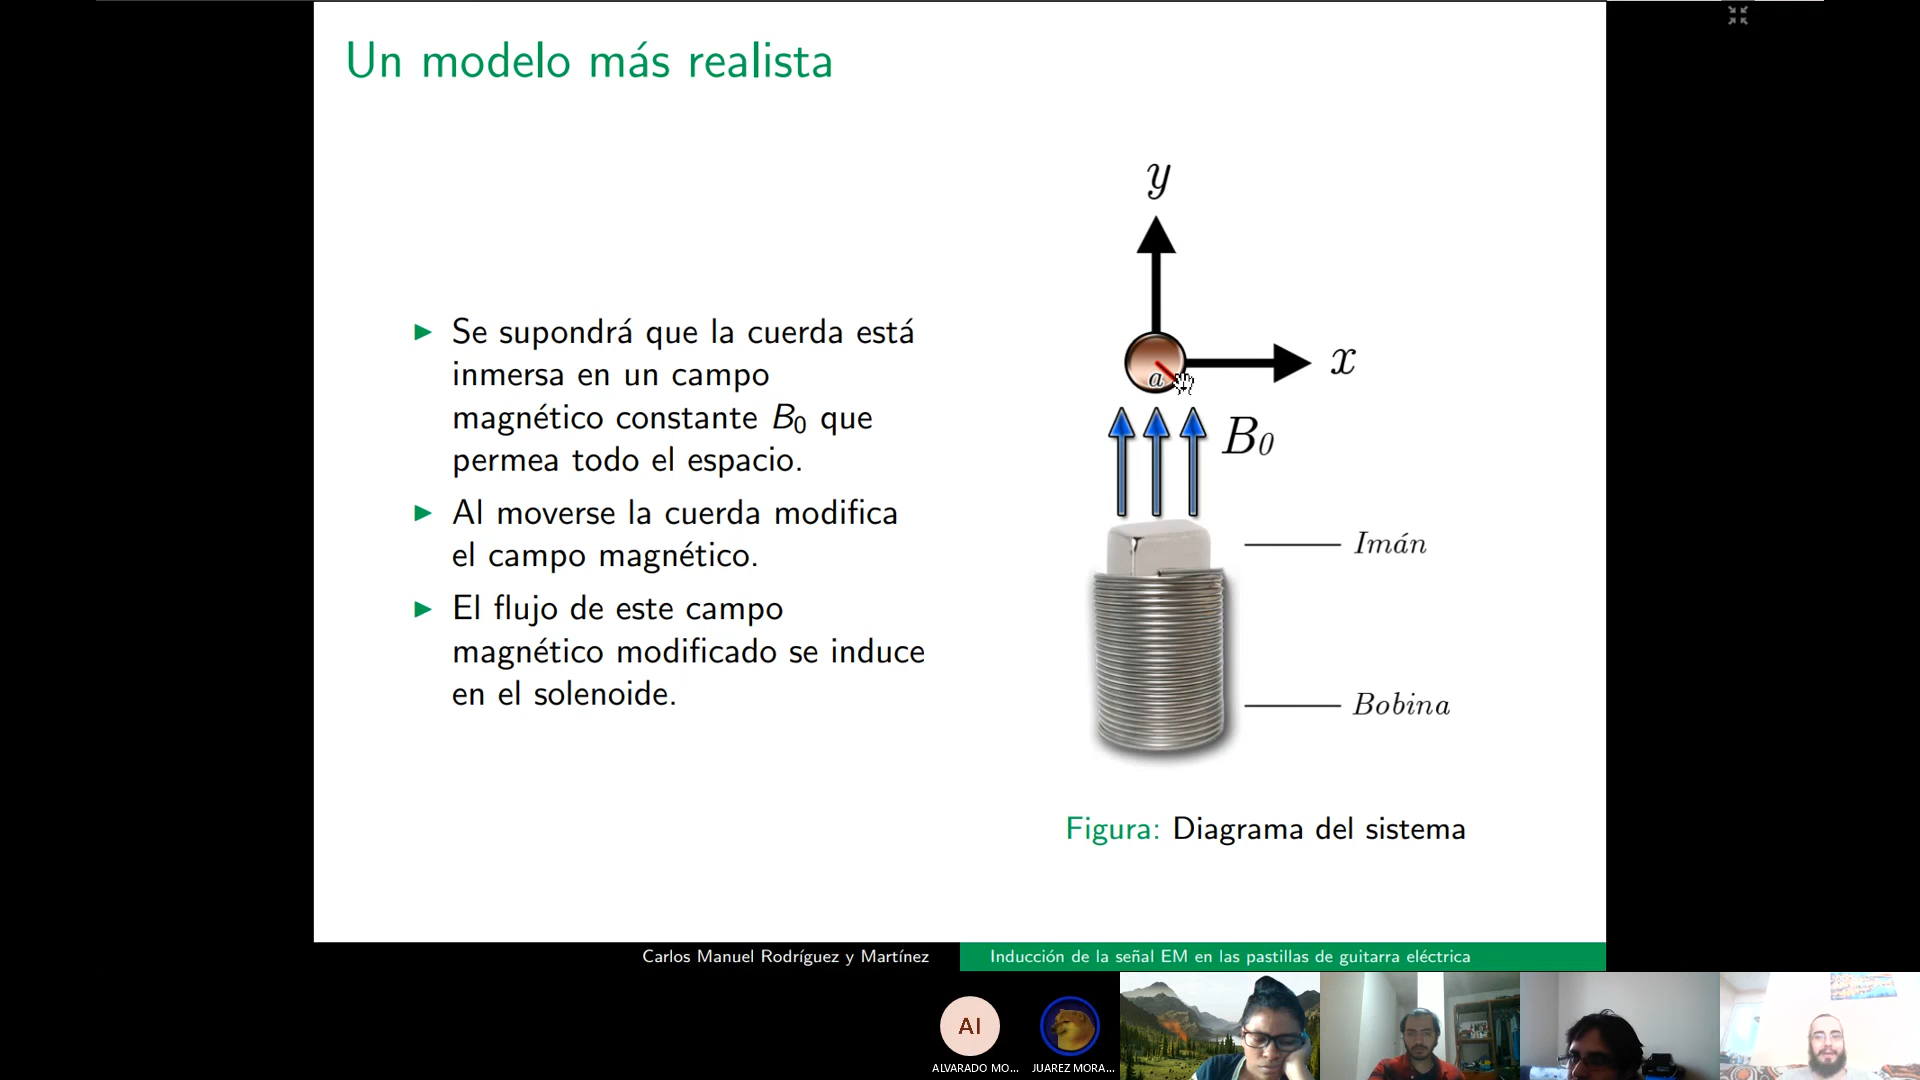 Un modelo más realista
▶ Se supondrá que la cuerda está
inmersa en un campo
magnético constante B₀ que
permea todo el espacio.
▶ Al moverse la cuerda modifica
el campo magnético.
▶ El flujo de este campo
magnético modificado se induce
en el solenoide.
y
x
a
B₀
Imán
Bobina
Figura: Diagrama del sistema
Carlos Manuel Rodríguez y Martínez
Inducción de la señal EM en las pastillas de guitarra eléctrica
AI
ALVARADO MO...
JUAREZ MORA...